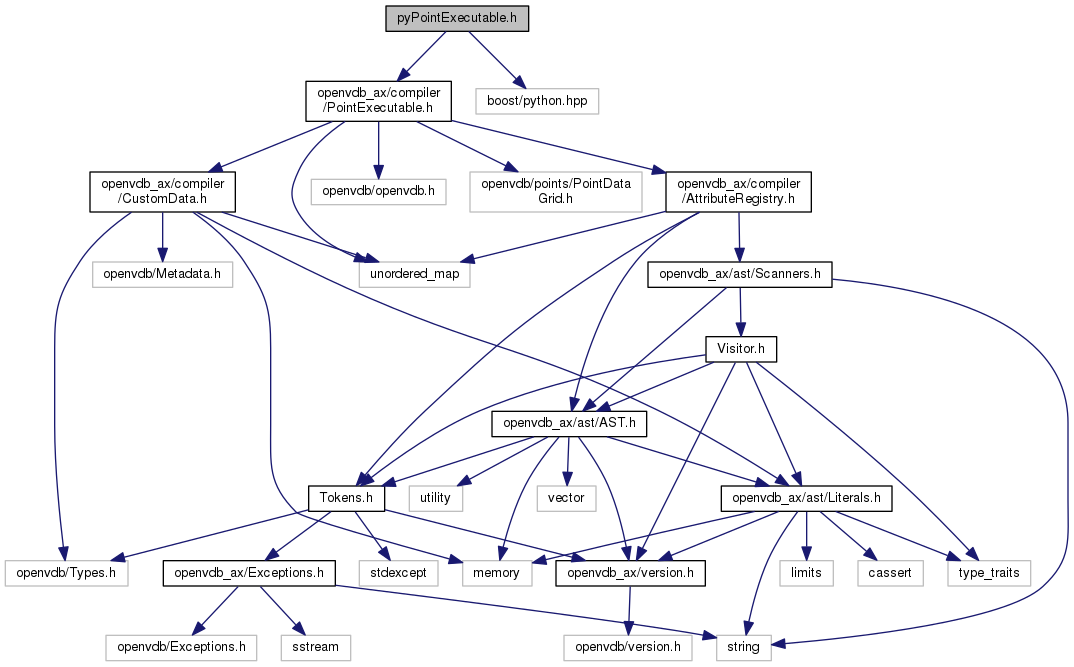 pyPointExecutable.h
openvdb_ax/compiler
/PointExecutable.h
boost/python.hpp
openvdb_ax/compiler
/CustomData.h
openvdb/openvdb.h
openvdb/points/PointData
Grid.h
openvdb_ax/compiler
/AttributeRegistry.h
openvdb/Metadata.h
unordered_map
openvdb_ax/ast/Scanners.h
Visitor.h
openvdb_ax/ast/AST.h
Tokens.h
utility
vector
openvdb_ax/ast/Literals.h
openvdb/Types.h
openvdb_ax/Exceptions.h
stdexcept
memory
openvdb_ax/version.h
limits
cassert
type_traits
openvdb/Exceptions.h
sstream
openvdb/version.h
string